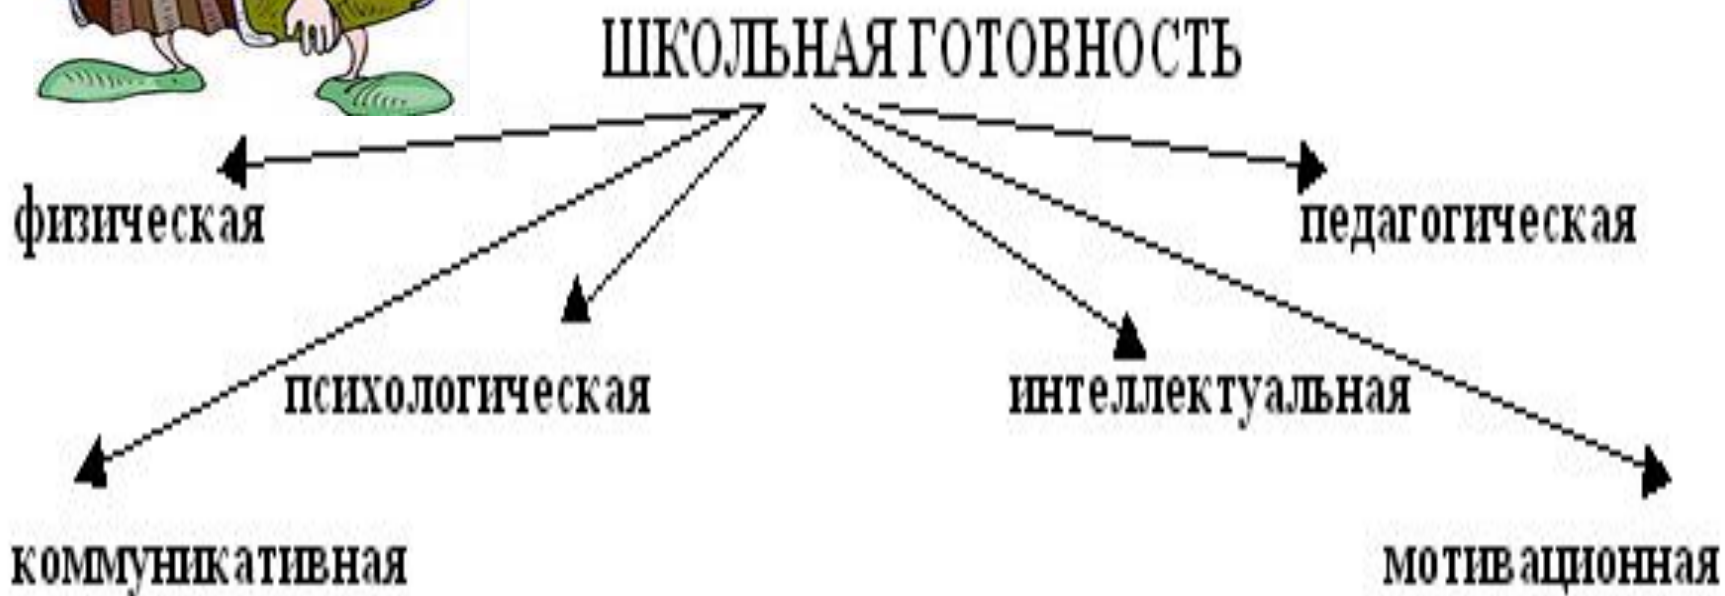 ШКОЛЬНАЯ ГОТОВНОСТЬ
физическая
педагогическая
психологическая
интеллектуальная
коммуникативная
мотивационная